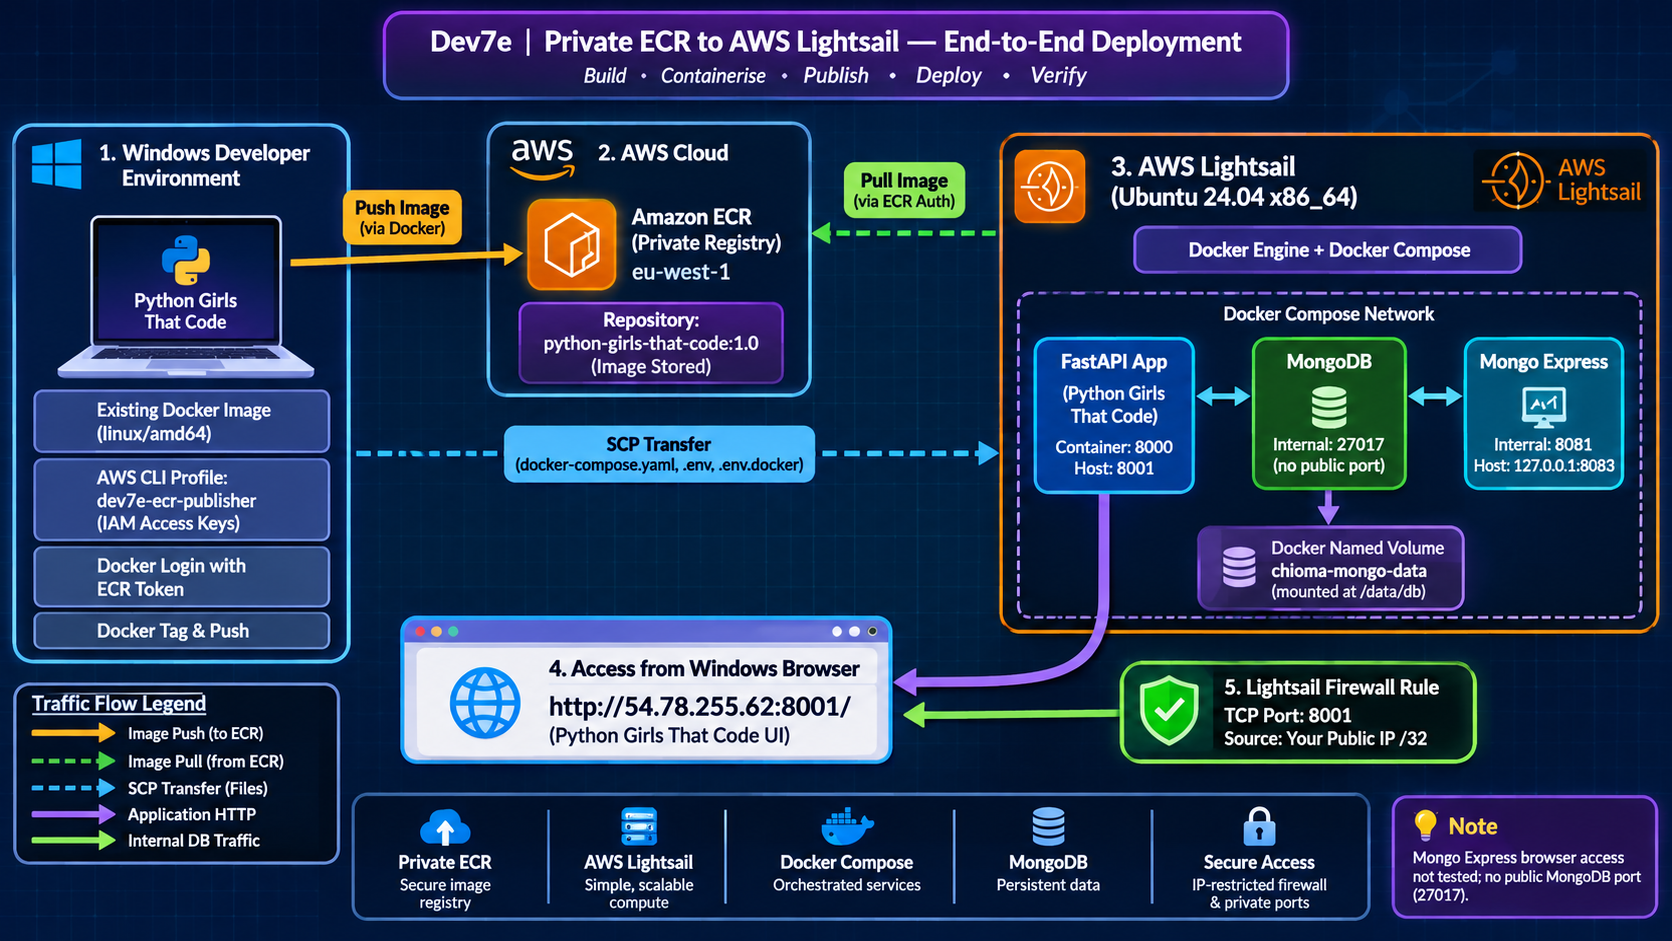 Dev7e | Private ECR to AWS Lightsail — End-to-End Deployment
Build • Containerise • Publish • Deploy • Verify
1. Windows Developer
Environment
Python Girls
That Code
Existing Docker Image
(linux/amd64)
AWS CLI Profile:
dev7e-ecr-publisher
(IAM Access Keys)
Docker Login with
ECR Token
Docker Tag & Push
Push Image
(via Docker)
aws
2. AWS Cloud
Amazon ECR
(Private Registry)
eu-west-1
Repository:
python-girls-that-code:1.0
(Image Stored)
Pull Image
(via ECR Auth)
SCP Transfer
(docker-compose.yaml, .env, .env.docker)
3. AWS Lightsail
(Ubuntu 24.04 x86_64)
AWS
Lightsail
Docker Engine + Docker Compose
Docker Compose Network
FastAPI App
(Python Girls
That Code)
Container: 8000
Host: 8001
MongoDB
Internal: 27017
(no public port)
Mongo Express
Interral: 8081
Host: 127.0.0.1:8083
Docker Named Volume
chioma-mongo-data
(mounted at /data/db)
4. Access from Windows Browser
http://54.78.255.62:8001/
(Python Girls That Code UI)
5. Lightsail Firewall Rule
TCP Port: 8001
Source: Your Public IP /32
Traffic Flow Legend
Image Push (to ECR)
Image Pull (from ECR)
SCP Transfer (Files)
Application HTTP
Internal DB Traffic
Private ECR
Secure image
registry
AWS Lightsail
Simple, scalable
compute
Docker Compose
Orchestrated services
MongoDB
Persistent data
Secure Access
IP-restricted firewall
& private ports
Note
Mongo Express browser access
not tested; no public MongoDB port
(27017).